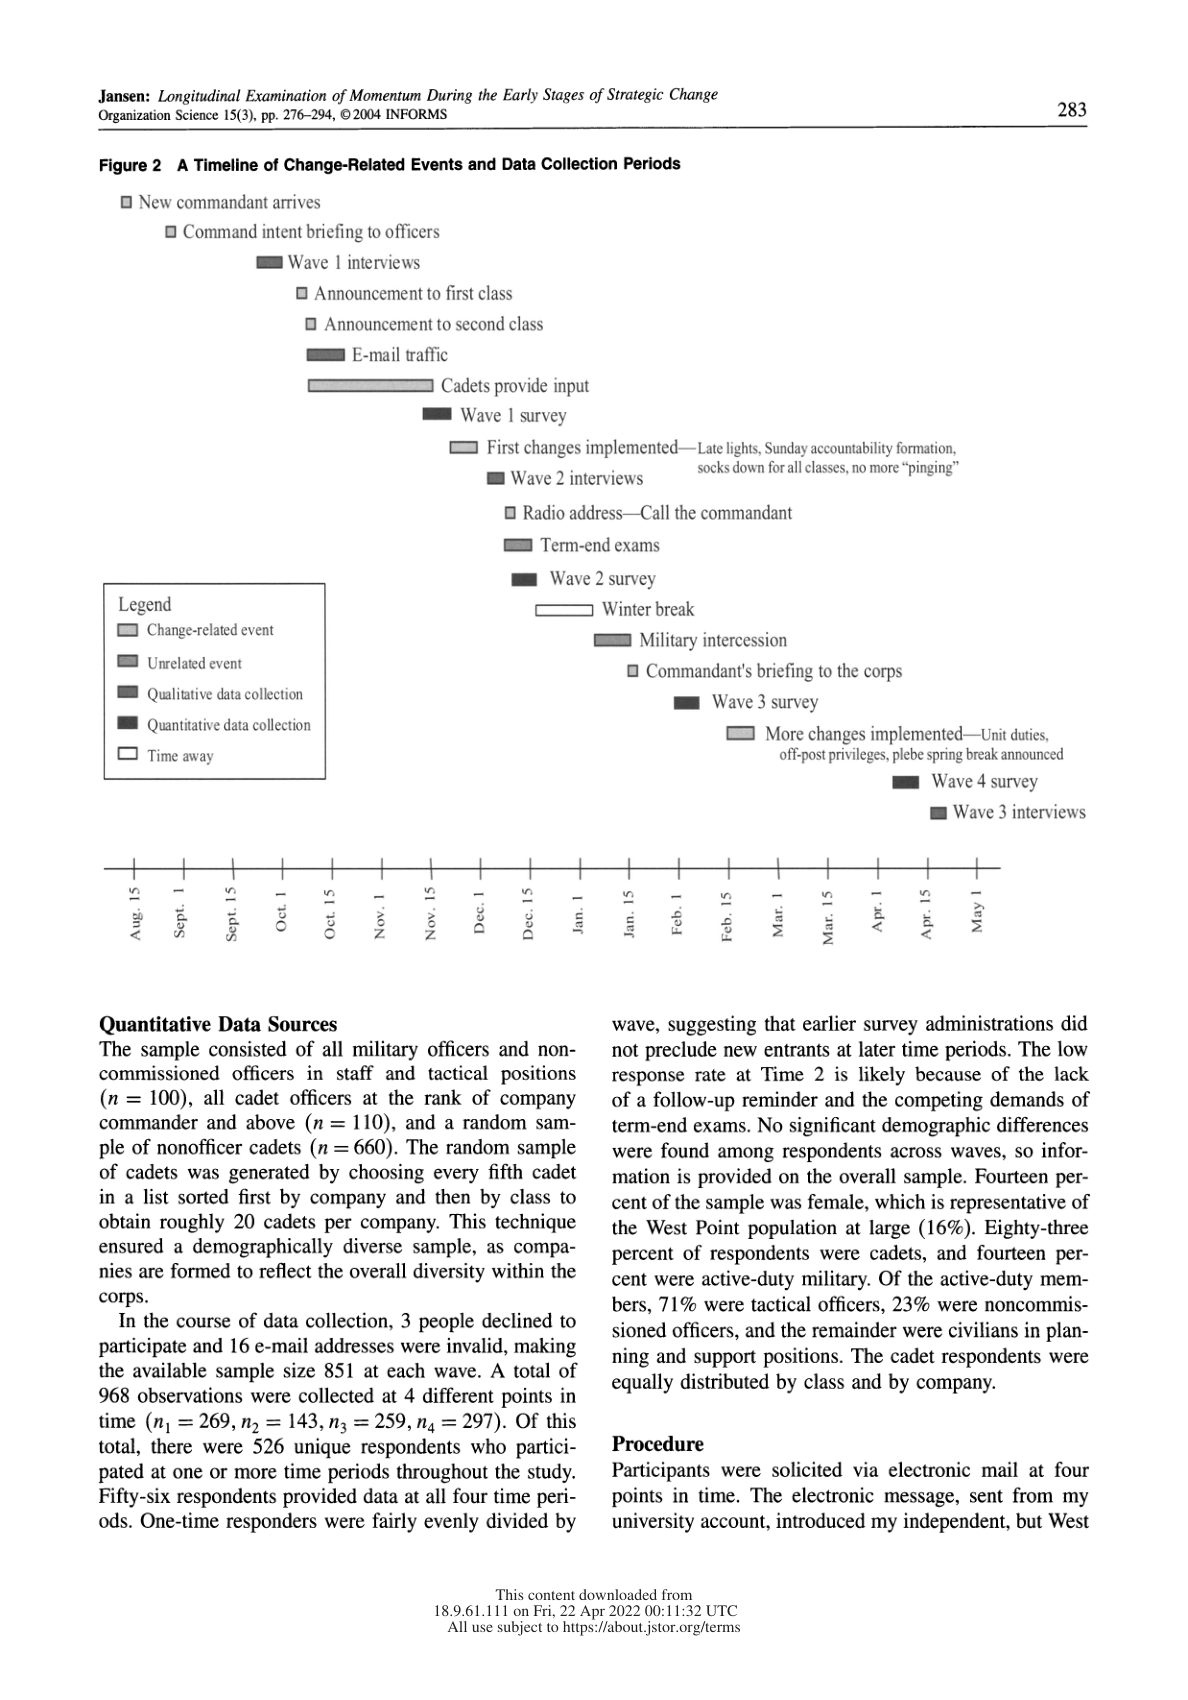 Jansen: Longitudinal Examination of Momentum During the Early Stages of Strategic Change
Organization Science 15(3), pp. 276–294, © 2004 INFORMS
283
Figure 2 A Timeline of Change-Related Events and Data Collection Periods
New commandant arrives
Command intent briefing to officers
Wave 1 interviews
Announcement to first class
Announcement to second class
E-mail traffic
Cadets provide input
Wave 1 survey
First changes implemented—Late lights, Sunday accountability formation,
socks down for all classes, no more “pinging”
Wave 2 interviews
Radio address—Call the commandant
Term-end exams
Wave 2 survey
Winter break
Military intercession
Commandant's briefing to the corps
Wave 3 survey
More changes implemented—Unit duties,
off-post privileges, plebe spring break announced
Wave 4 survey
Wave 3 interviews
Legend
Change-related event
Unrelated event
Qualitative data collection
Quantitative data collection
Time away
Aug. 15
Sept. 1
Sept. 15
Oct. 1
Oct. 15
Nov. 1
Nov. 15
Dec. 1
Dec. 15
Jan. 1
Jan. 15
Feb. 1
Feb. 15
Mar. 1
Mar. 15
Apr. 1
Apr. 15
May 1
Quantitative Data Sources
The sample consisted of all military officers and non-
commissioned officers in staff and tactical positions
(n = 100), all cadet officers at the rank of company
commander and above (n = 110), and a random sam-
ple of nonofficer cadets (n = 660). The random sample
of cadets was generated by choosing every fifth cadet
in a list sorted first by company and then by class to
obtain roughly 20 cadets per company. This technique
ensured a demographically diverse sample, as compa-
nies are formed to reflect the overall diversity within the
corps.
In the course of data collection, 3 people declined to
participate and 16 e-mail addresses were invalid, making
the available sample size 851 at each wave. A total of
968 observations were collected at 4 different points in
time (n₁ = 269, n₂ = 143, n₃ = 259, n₄ = 297). Of this
total, there were 526 unique respondents who partici-
pated at one or more time periods throughout the study.
Fifty-six respondents provided data at all four time peri-
ods. One-time responders were fairly evenly divided by
wave, suggesting that earlier survey administrations did
not preclude new entrants at later time periods. The low
response rate at Time 2 is likely because of the lack
of a follow-up reminder and the competing demands of
term-end exams. No significant demographic differences
were found among respondents across waves, so infor-
mation is provided on the overall sample. Fourteen per-
cent of the sample was female, which is representative of
the West Point population at large (16%). Eighty-three
percent of respondents were cadets, and fourteen per-
cent were active-duty military. Of the active-duty mem-
bers, 71% were tactical officers, 23% were noncommis-
sioned officers, and the remainder were civilians in plan-
ning and support positions. The cadet respondents were
equally distributed by class and by company.
Procedure
Participants were solicited via electronic mail at four
points in time. The electronic message, sent from my
university account, introduced my independent, but West
This content downloaded from
18.9.61.111 on Fri, 22 Apr 2022 00:11:32 UTC
All use subject to https://about.jstor.org/terms